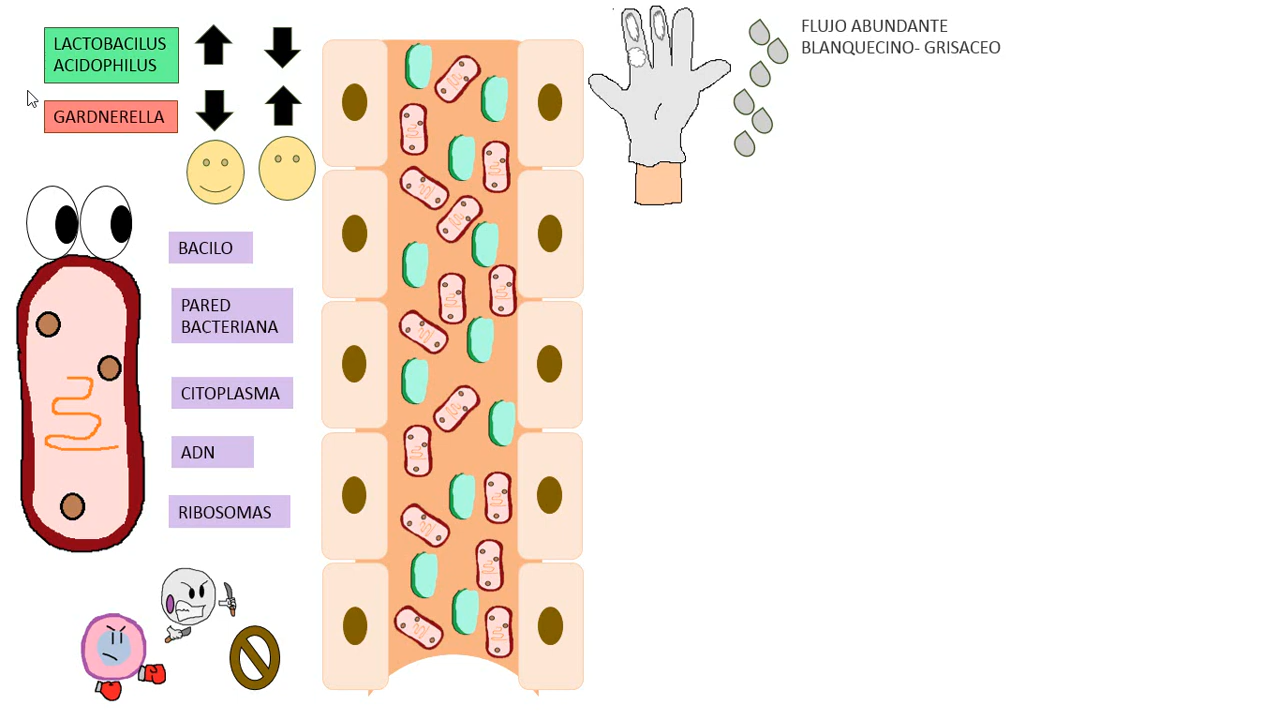 LACTOBACILUS
ACIDOPHILUS
GARDNERELLA
BACILO
PARED
BACTERIANA
CITOPLASMA
ADN
RIBOSOMAS
FLUJO ABUNDANTE
BLANQUECINO- GRISACEO